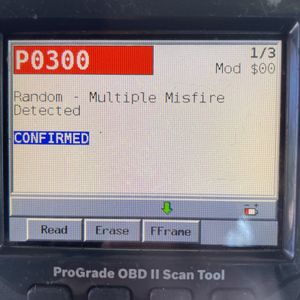 P0300
1/3
Mod $00
Random - Multiple Misfire
Detected
CONFIRMED
Read Erase FFrame
ProGrade OBD II Scan Tool